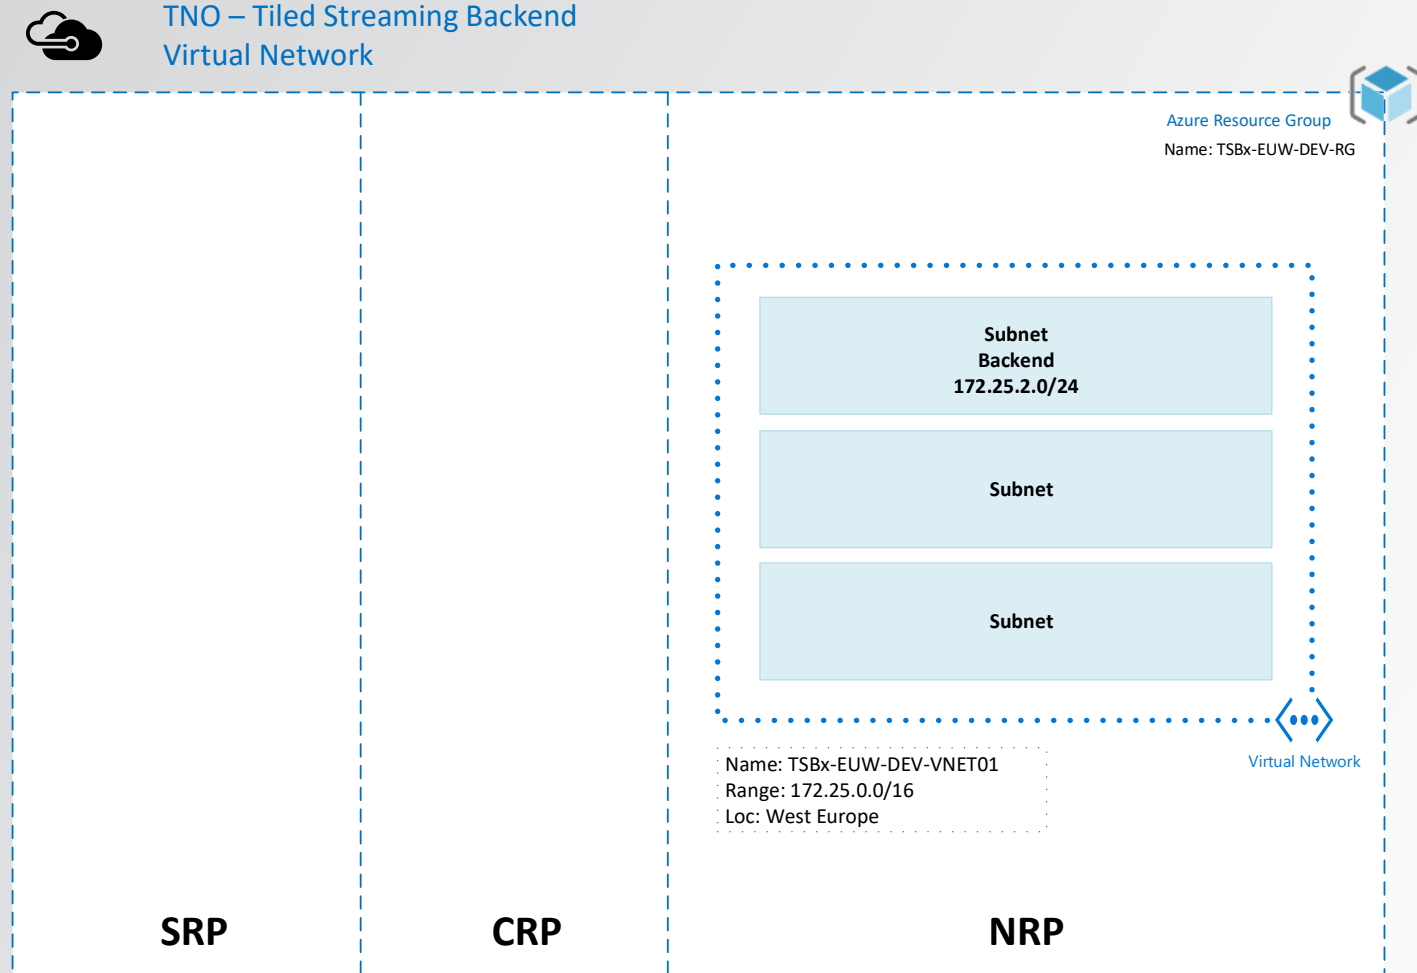 TNO – Tiled Streaming Backend
Virtual Network
Azure Resource Group
Name: TSBx-EUW-DEV-RG
Subnet
Backend
172.25.2.0/24
Subnet
Subnet
Virtual Network
Name: TSBx-EUW-DEV-VNET01
Range: 172.25.0.0/16
Loc: West Europe
SRP
CRP
NRP